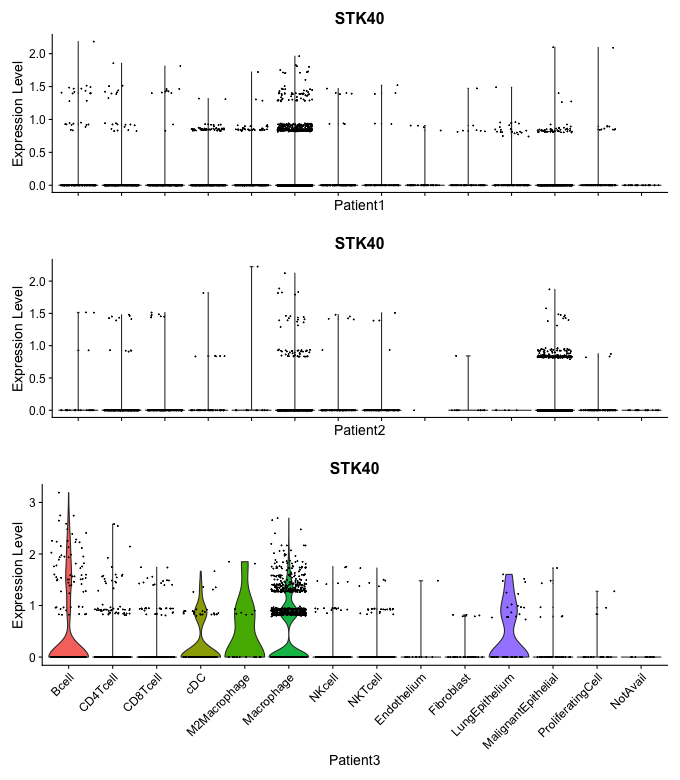 STK40
Expression Level
2.0
1.5
1.0
0.5
0.0
Patient1
STK40
Expression Level
2.0
1.5
1.0
0.5
0.0
Patient2
STK40
Expression Level
3
2
1
0
Bcell
CD4Tcell
CD8Tcell
cDC
M2Macrophage
Macrophage
NKcell
NKTcell
Endothelium
Fibroblast
LungEpithelium
MalignantEpithelial
ProliferatingCell
NotAvail
Patient3